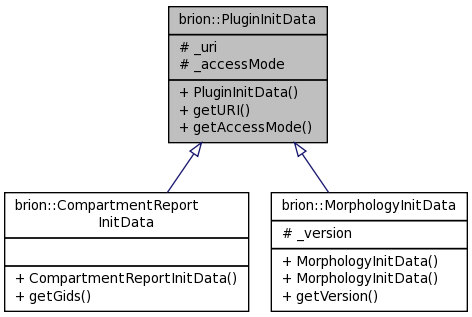 brion::PluginInitData
# _uri
# _accessMode
+ PluginInitData()
+ getURI()
+ getAccessMode()
brion::CompartmentReport
InitData
+ CompartmentReportInitData()
+ getGids()
brion::MorphologyInitData
# _version
+ MorphologyInitData()
+ MorphologyInitData()
+ getVersion()